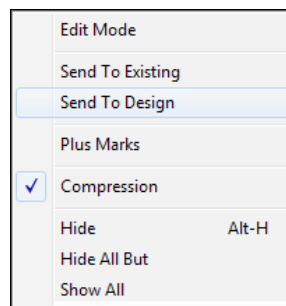 Edit Mode
Send To Existing
Send To Design
Plus Marks
Compression
Hide Alt-H
Hide All But
Show All